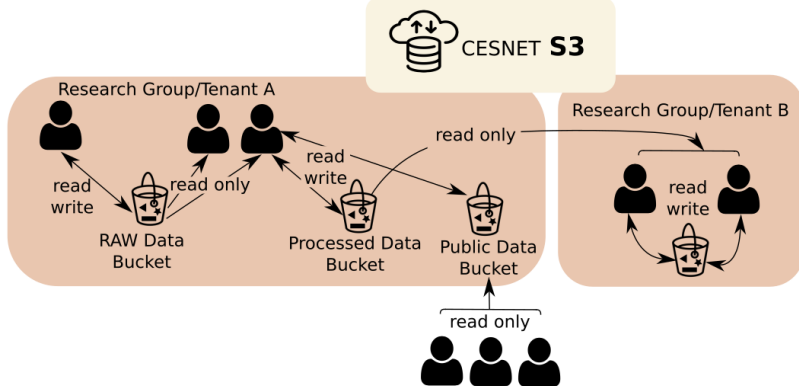 CESNET S3
Research Group/Tenant A
Research Group/Tenant B
read only
read
write
read
write
read only
read
write
RAW Data
Bucket
Processed Data
Bucket
Public Data
Bucket
read only